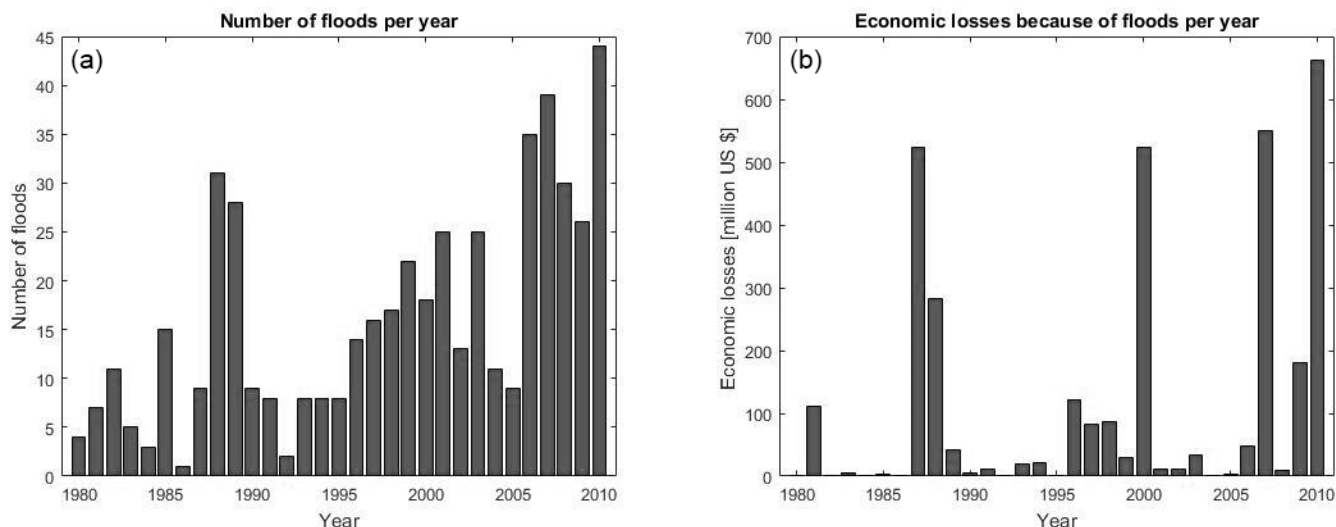 Number of floods per year
(a)
Number of floods
45
40
35
30
25
20
15
10
5
0
1980 1985 1990 1995 2000 2005 2010
Year
Economic losses because of floods per year
(b)
Economic losses [million US $]
700
600
500
400
300
200
100
0
1980 1985 1990 1995 2000 2005 2010
Year